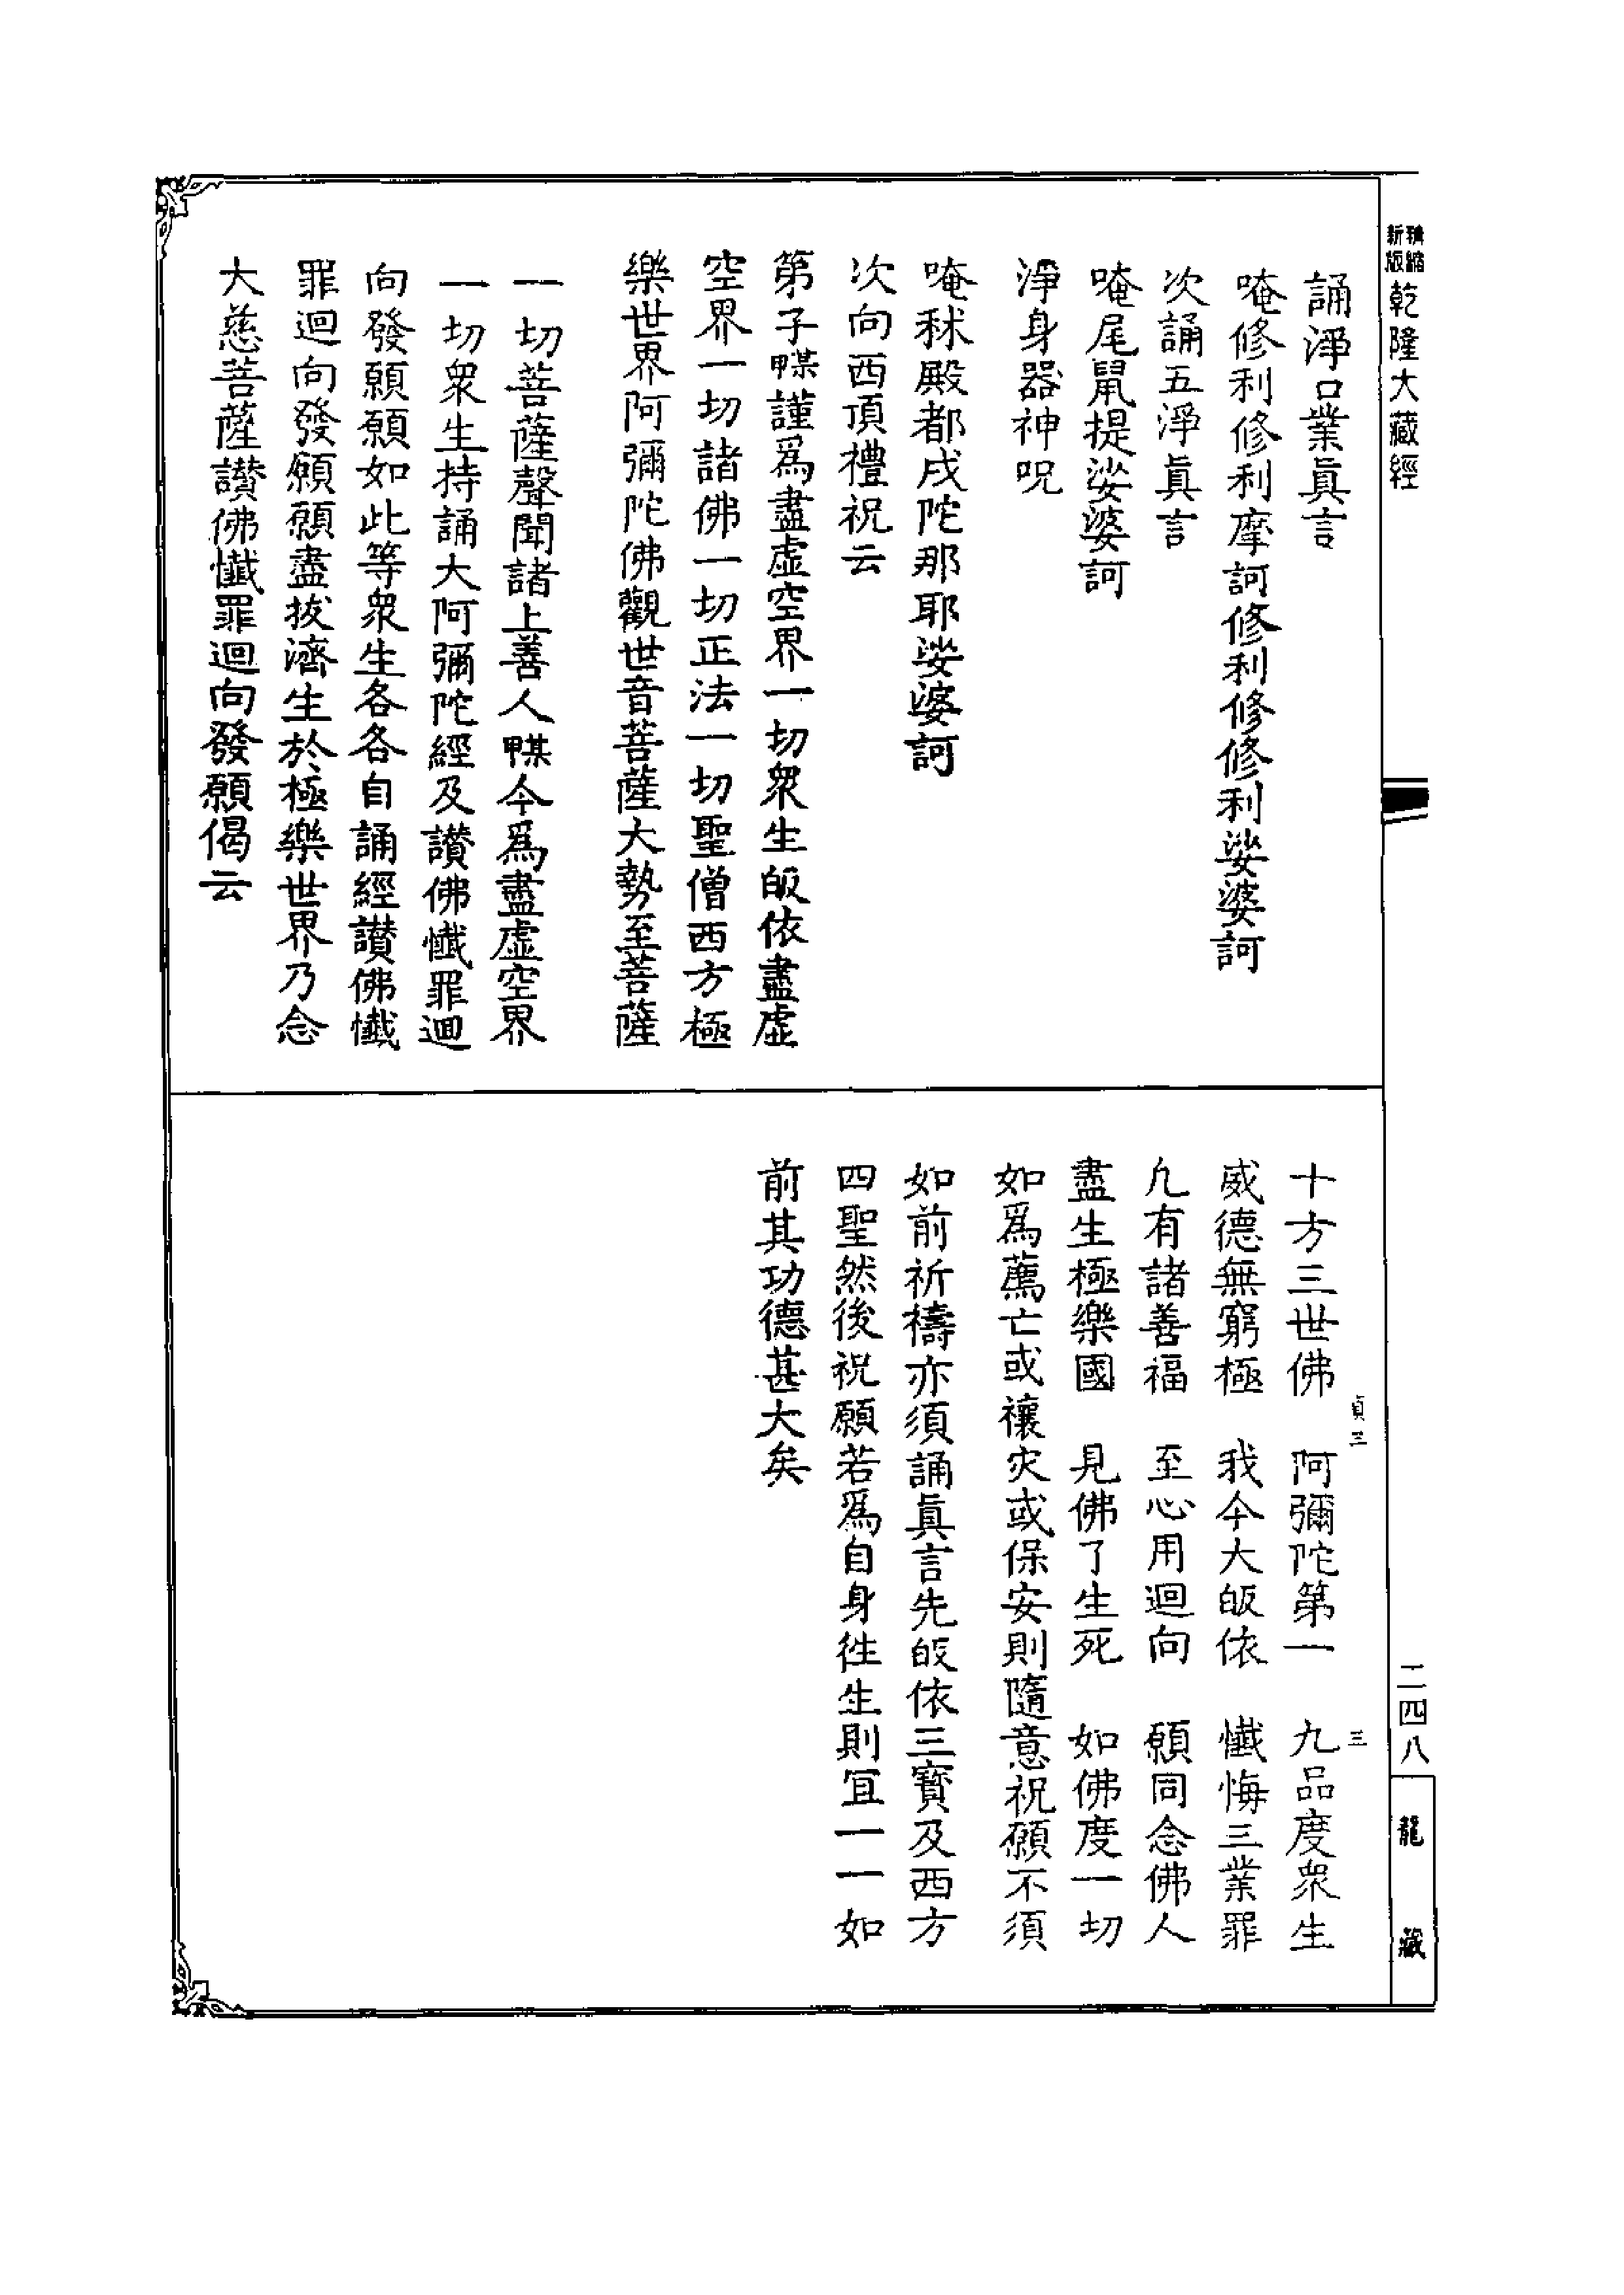 精縮新版乾隆大藏經
誦淨口業眞言
唵修利修利摩訶修利修修利娑婆訶
次誦五淨眞言
唵尾鼠提娑婆訶
淨身器神呪
唵秫殿都戌陀那耶娑婆訶
次向西頂禮祝云
第子某甲謹爲盡虛空界一切衆生皈依盡虛
空界一切諸佛一切正法一切聖僧西方極
樂世界阿彌陀佛觀世音菩薩大勢至菩薩
一切菩薩聲聞諸上善人某甲今爲盡虛空界
一切衆生持誦大阿彌陀經及讃佛懺罪迴
向發願願如此等衆生各各自誦經讃佛懺
罪迴向發願願盡拔濟生於極樂世界乃念
大慈菩薩讃佛懺罪迴向發願偈云
貞三 三
十方三世佛 阿彌陀第一 九品度衆生
威德無窮極 我今大皈依 懺悔三業罪
凡有諸善福 至心用迴向 願同念佛人
盡生極樂國 見佛了生死 如佛度一切
如爲薦亡或禳灾或保安則隨意祝願不須
如前祈禱亦須誦眞言先皈依三寳及西方
四聖然後祝願若爲自身徃生則宜一一如
前其功德甚大矣
二四八
龍藏